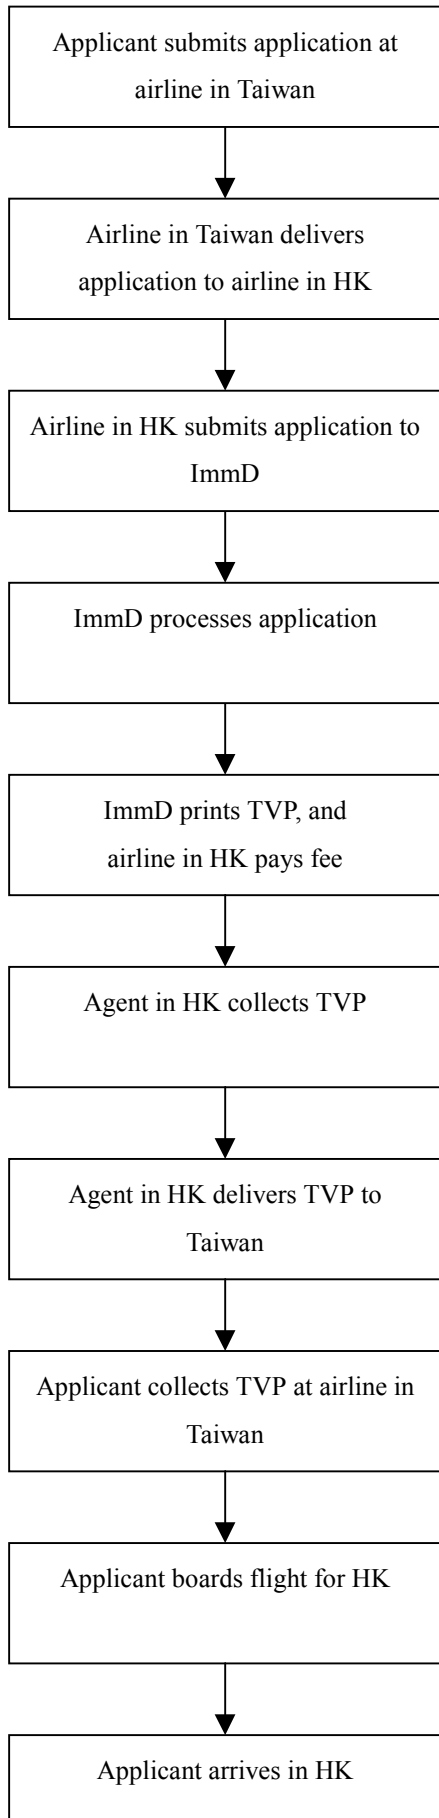 Applicant submits application at
airline in Taiwan
Airline in Taiwan delivers
application to airline in HK
Airline in HK submits application to
ImmD
ImmD processes application
ImmD prints TVP, and
airline in HK pays fee
Agent in HK collects TVP
Agent in HK delivers TVP to
Taiwan
Applicant collects TVP at airline in
Taiwan
Applicant boards flight for HK
Applicant arrives in HK